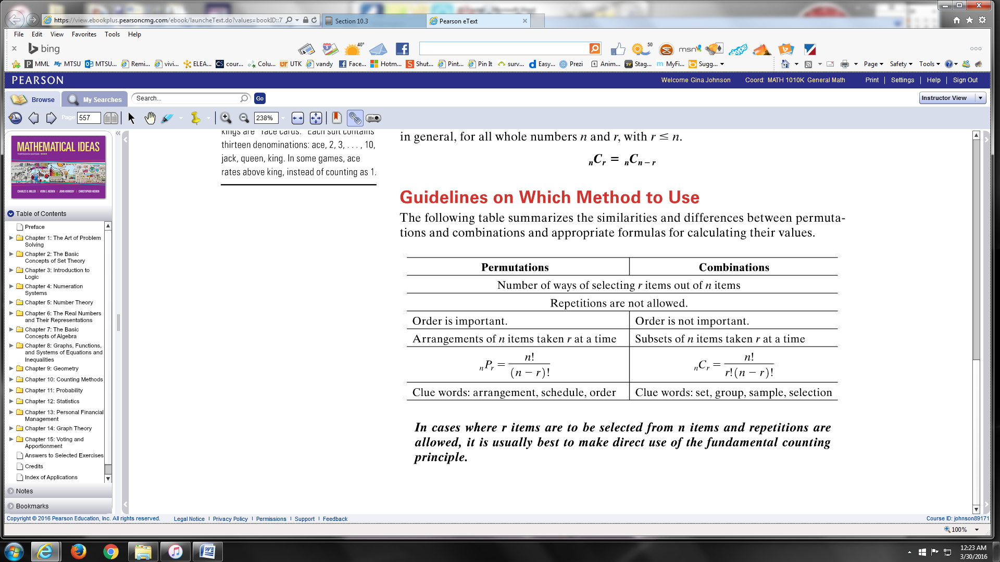 https://view.ebookplus.pearsoncmg.com/ebook/launcheText.do?values=bookID::7
Section 10.3
Pearson eText
File Edit View Favorites Tools Help
bing
40°
50
msn
skype
MML MTSU MTSU... Remi... vivi... ELEA... cour... Colu... UTK vandy Face... Hotm... Shut... Pint... Pin It surv... Easy... Prezi Anim... Stag... MyFi... Sugg...
Page Safety Tools
PEARSON
Welcome Gina Johnson Coord: MATH 1010K General Math Print Settings Help Sign Out
Browse My Searches Search... Go
Instructor View
Page 557 238%
MATHEMATICAL IDEAS
THIRTEENTH EDITION
CHARLES D. MILLER VERN E. HEEREN JOHN HORNSBY CHRISTOPHER HEEREN
Table of Contents
Preface
Chapter 1: The Art of Problem
Solving
Chapter 2: The Basic
Concepts of Set Theory
Chapter 3: Introduction to
Logic
Chapter 4: Numeration
Systems
Chapter 5: Number Theory
Chapter 6: The Real Numbers
and Their Representations
Chapter 7: The Basic
Concepts of Algebra
Chapter 8: Graphs, Functions,
and Systems of Equations and
Inequalities
Chapter 9: Geometry
Chapter 10: Counting Methods
Chapter 11: Probability
Chapter 12: Statistics
Chapter 13: Personal Financial
Management
Chapter 14: Graph Theory
Chapter 15: Voting and
Apportionment
Answers to Selected Exercises
Credits
Index of Applications
Notes
Bookmarks
kings are "face cards." Each suit contains
thirteen denominations: ace, 2, 3, . . . , 10,
jack, queen, king. In some games, ace
rates above king, instead of counting as 1.
in general, for all whole numbers n and r, with r ≤ n.
nCr = nCn − r
Guidelines on Which Method to Use
The following table summarizes the similarities and differences between permuta-
tions and combinations and appropriate formulas for calculating their values.
Permutations Combinations
Number of ways of selecting r items out of n items
Repetitions are not allowed.
Order is important. Order is not important.
Arrangements of n items taken r at a time Subsets of n items taken r at a time
nPr = n! / (n − r)! nCr = n! / r!(n − r)!
Clue words: arrangement, schedule, order Clue words: set, group, sample, selection
In cases where r items are to be selected from n items and repetitions are
allowed, it is usually best to make direct use of the fundamental counting
principle.
Copyright © 2016 Pearson Education, Inc. All rights reserved. Legal Notice | Privacy Policy | Permissions | Support | Feedback
Course ID: johnson89171
100%
12:23 AM
3/30/2016